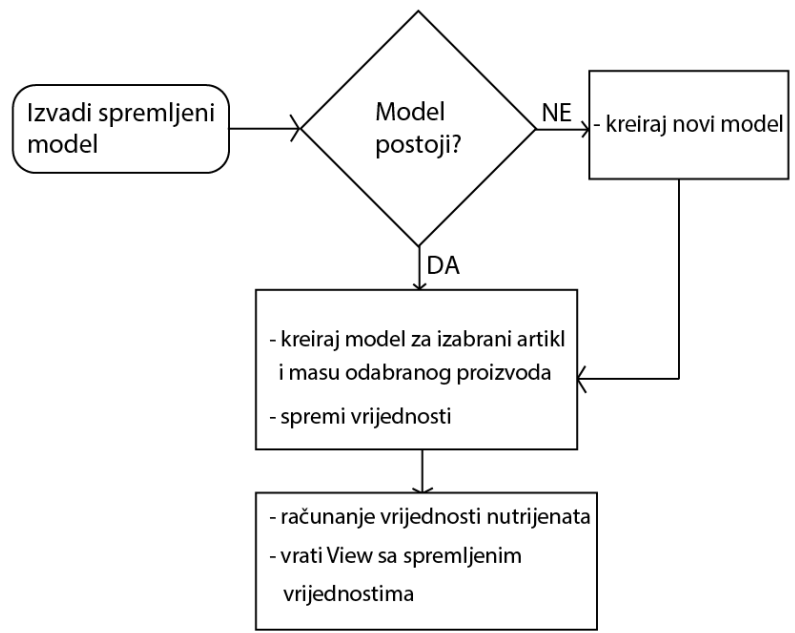 Izvadi spremljeni
model
Model
postoji?
NE
- kreiraj novi model
DA
- kreiraj model za izabrani artikl
i masu odabranog proizvoda
- spremi vrijednosti
- računanje vrijednosti nutrijenata
- vrati View sa spremljenim
vrijednostima